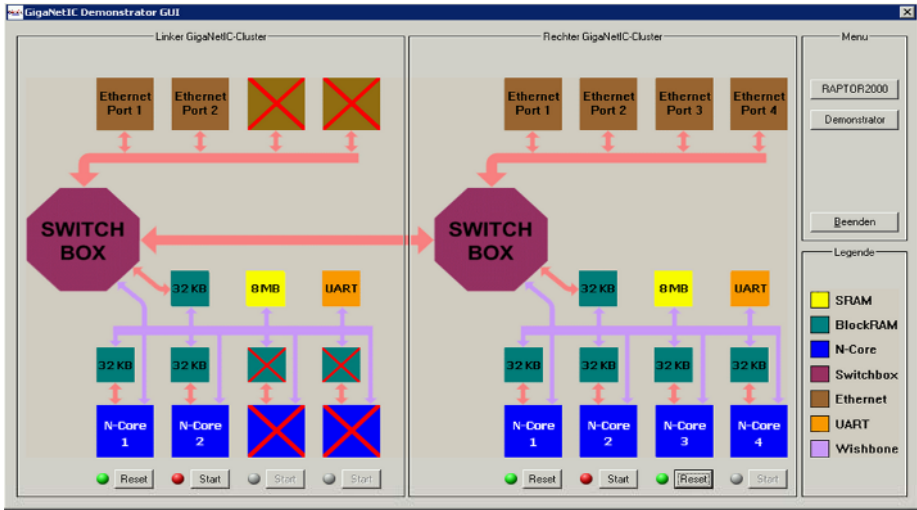 GigaNetIC Demonstrator GUI
Linker GigaNetIC-Cluster
Rechter GigaNetIC-Cluster
Menu
Ethernet Port 1
Ethernet Port 2
Ethernet Port 1
Ethernet Port 2
Ethernet Port 3
Ethernet Port 4
RAPTOR2000
Demonstrator
Beenden
SWITCH BOX
SWITCH BOX
Legende
32 KB
8 MB
UART
32 KB
8 MB
UART
SRAM
BlockRAM
N-Core
Switchbox
Ethernet
UART
Wishbone
32 KB
32 KB
32 KB
32 KB
32 KB
32 KB
N-Core 1
N-Core 2
N-Core 1
N-Core 2
N-Core 3
N-Core 4
Reset
Start
Start
Start
Reset
Start
Reset
Start